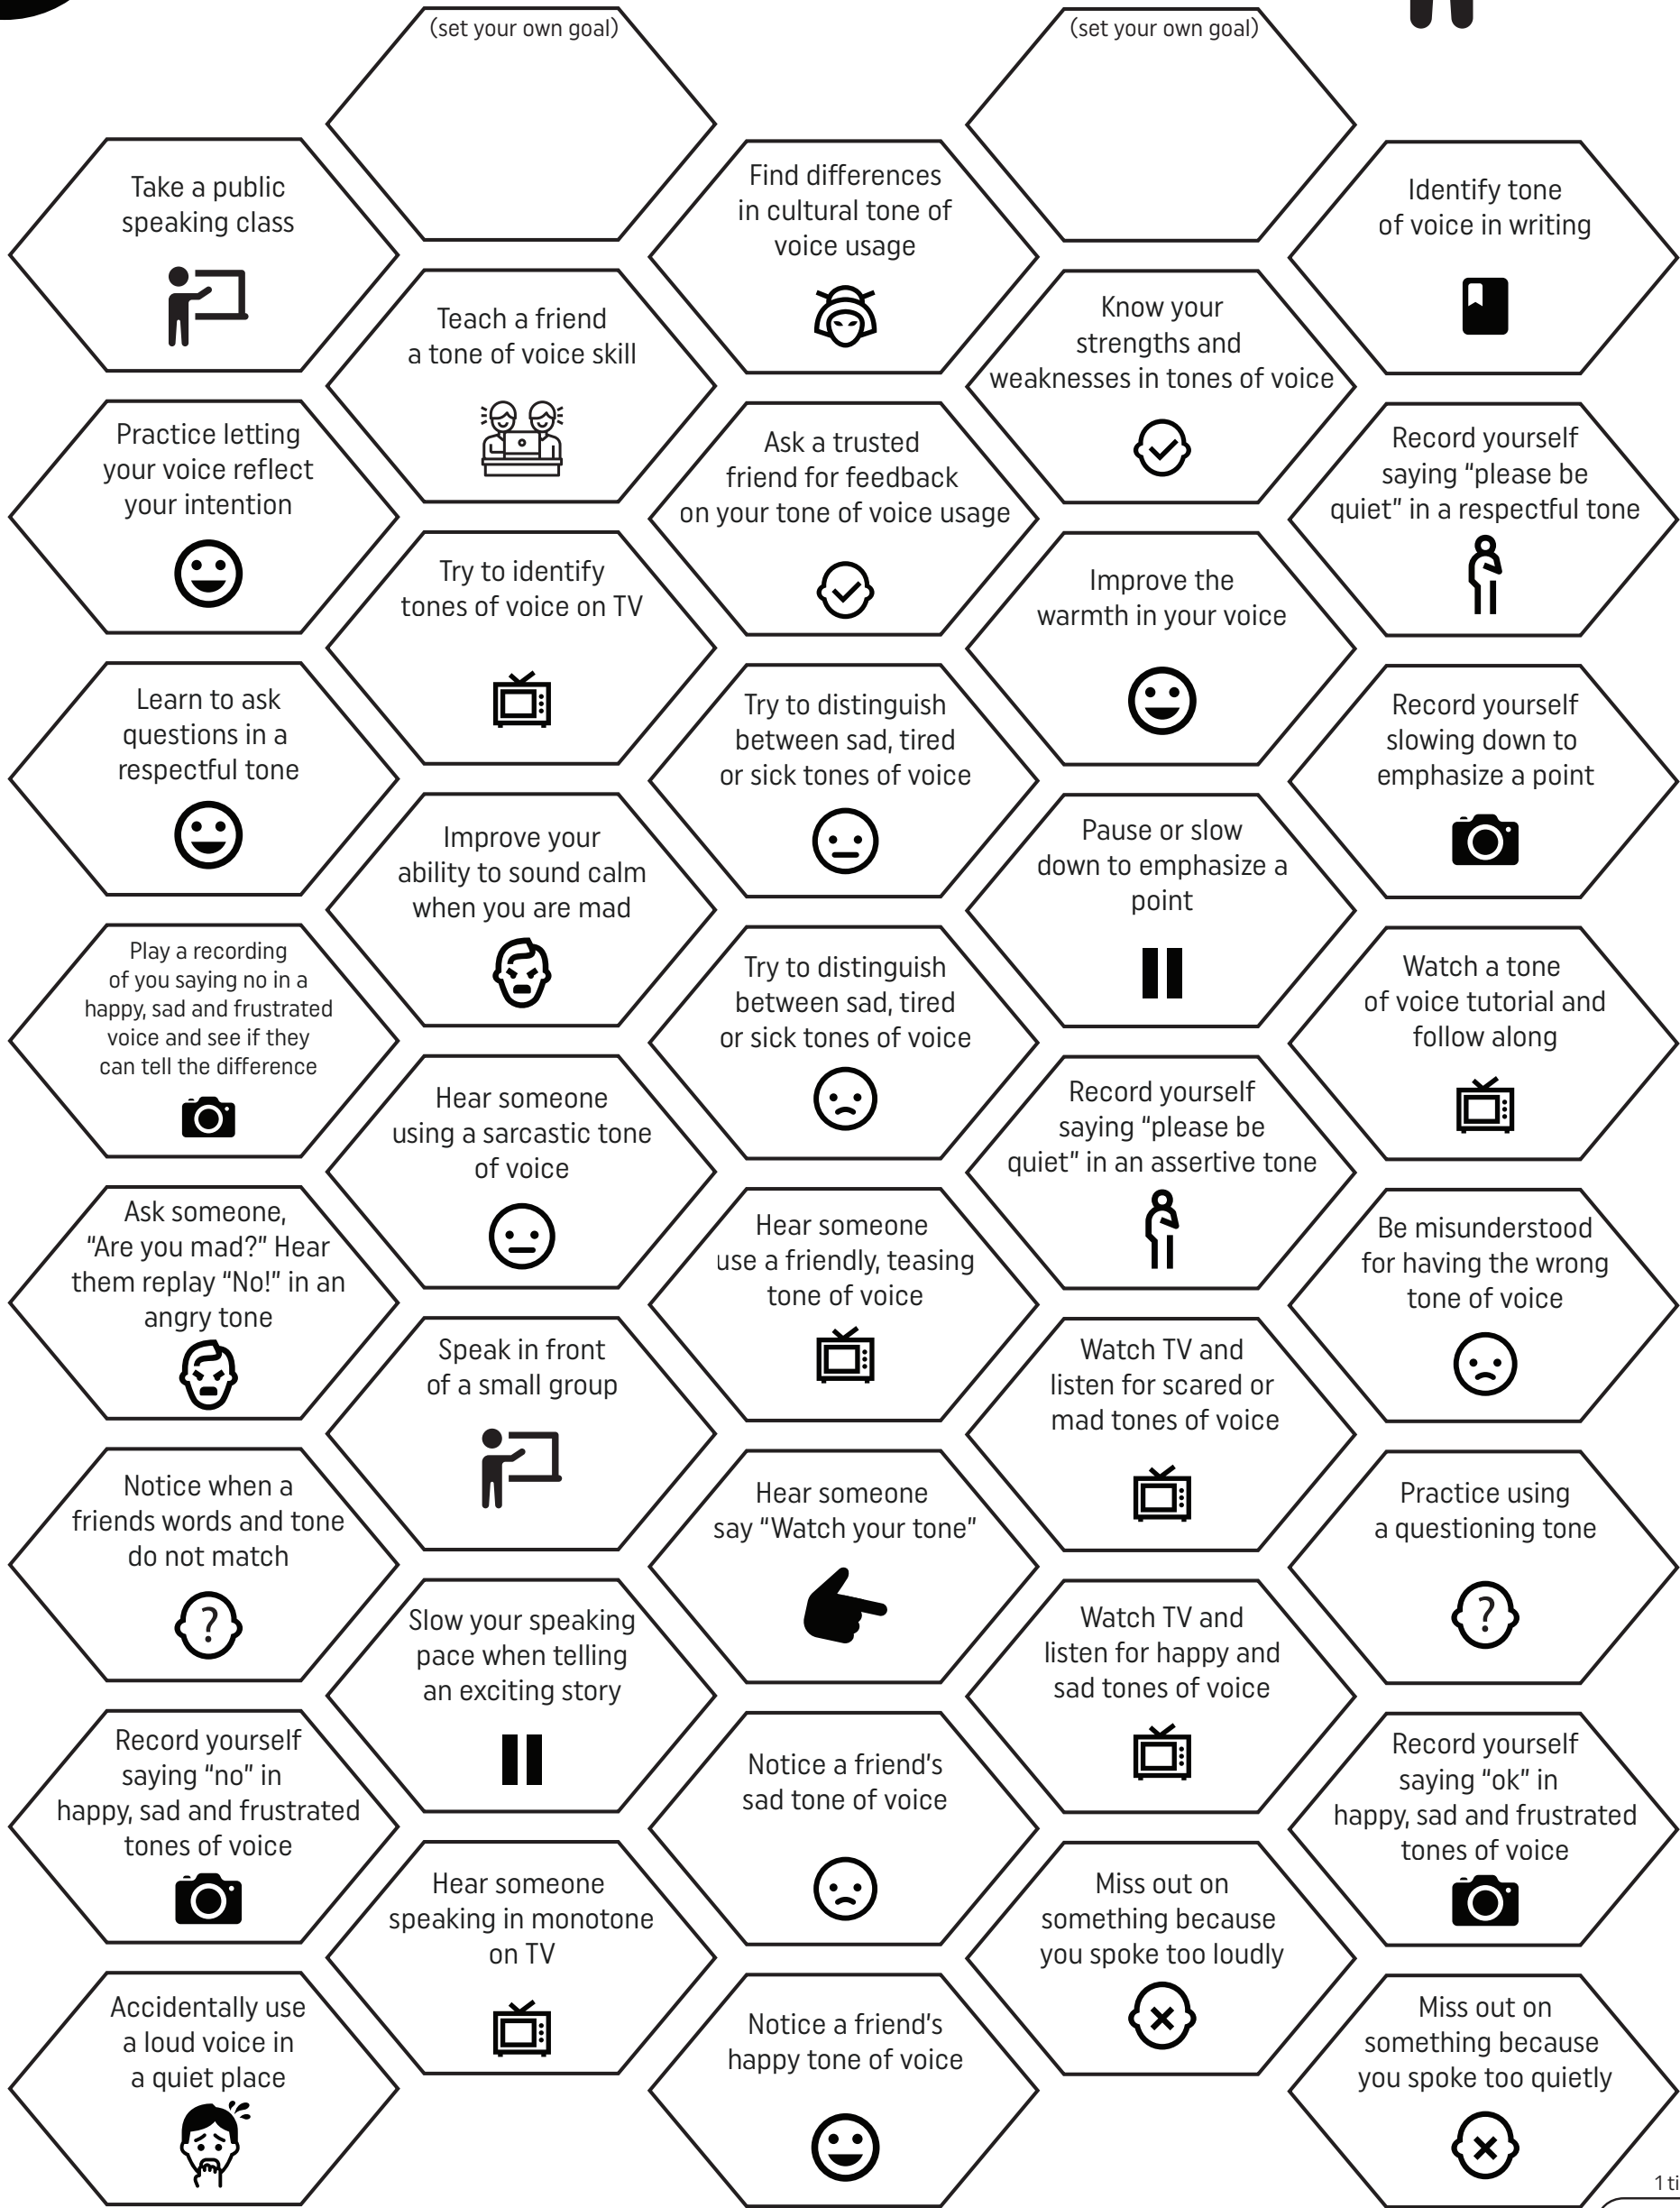 (set your own goal)
(set your own goal)
Take a public
speaking class
Find differences
in cultural tone of
voice usage
Identify tone
of voice in writing
Teach a friend
a tone of voice skill
Know your
strengths and
weaknesses in tones of voice
Practice letting
your voice reflect
your intention
Ask a trusted
friend for feedback
on your tone of voice usage
Record yourself
saying “please be
quiet” in a respectful tone
Try to identify
tones of voice on TV
Improve the
warmth in your voice
Learn to ask
questions in a
respectful tone
Try to distinguish
between sad, tired
or sick tones of voice
Record yourself
slowing down to
emphasize a point
Improve your
ability to sound calm
when you are mad
Pause or slow
down to emphasize a
point
Play a recording
of you saying no in a
happy, sad and frustrated
voice and see if they
can tell the difference
Try to distinguish
between sad, tired
or sick tones of voice
Watch a tone
of voice tutorial and
follow along
Hear someone
using a sarcastic tone
of voice
Record yourself
saying “please be
quiet” in an assertive tone
Ask someone,
“Are you mad?” Hear
them replay “No!” in an
angry tone
Hear someone
use a friendly, teasing
tone of voice
Be misunderstood
for having the wrong
tone of voice
Speak in front
of a small group
Watch TV and
listen for scared or
mad tones of voice
Notice when a
friends words and tone
do not match
?
Hear someone
say “Watch your tone”
Practice using
a questioning tone
?
Slow your speaking
pace when telling
an exciting story
Watch TV and
listen for happy and
sad tones of voice
Record yourself
saying “no” in
happy, sad and frustrated
tones of voice
Notice a friend's
sad tone of voice
Record yourself
saying “ok” in
happy, sad and frustrated
tones of voice
Hear someone
speaking in monotone
on TV
Miss out on
something because
you spoke too loudly
Accidentally use
a loud voice in
a quiet place
Notice a friend's
happy tone of voice
Miss out on
something because
you spoke too quietly
1 ti